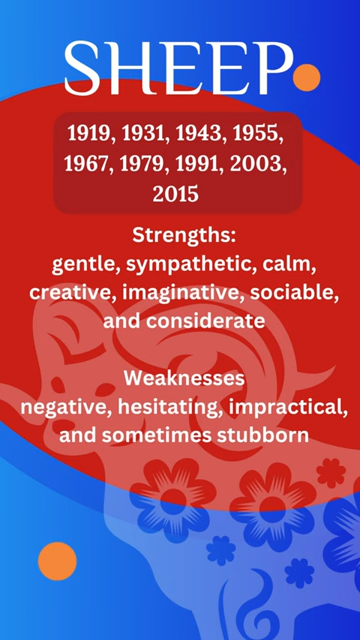 SHEEP
1919, 1931, 1943, 1955,
1967, 1979, 1991, 2003,
2015
Strengths:
gentle, sympathetic, calm,
creative, imaginative, sociable,
and considerate
Weaknesses
negative, hesitating, impractical,
and sometimes stubborn